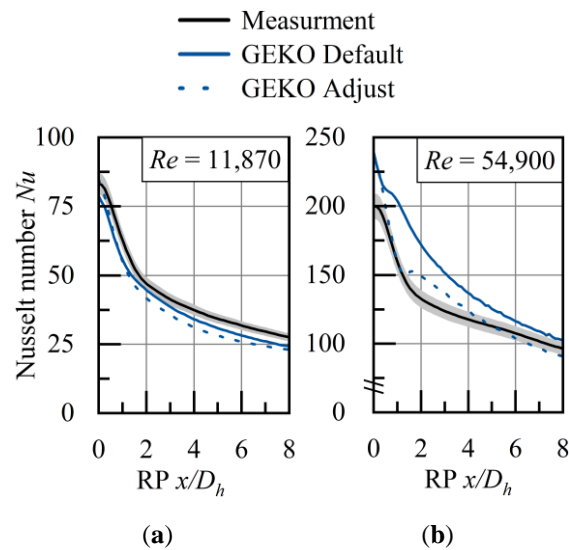 Measurment
GEKO Default
GEKO Adjust
Nusselt number Nu
100
75
50
25
0
Re = 11,870
0 2 4 6 8
RP x/Dh
(a)
250
200
150
100
0
Re = 54,900
0 2 4 6 8
RP x/Dh
(b)